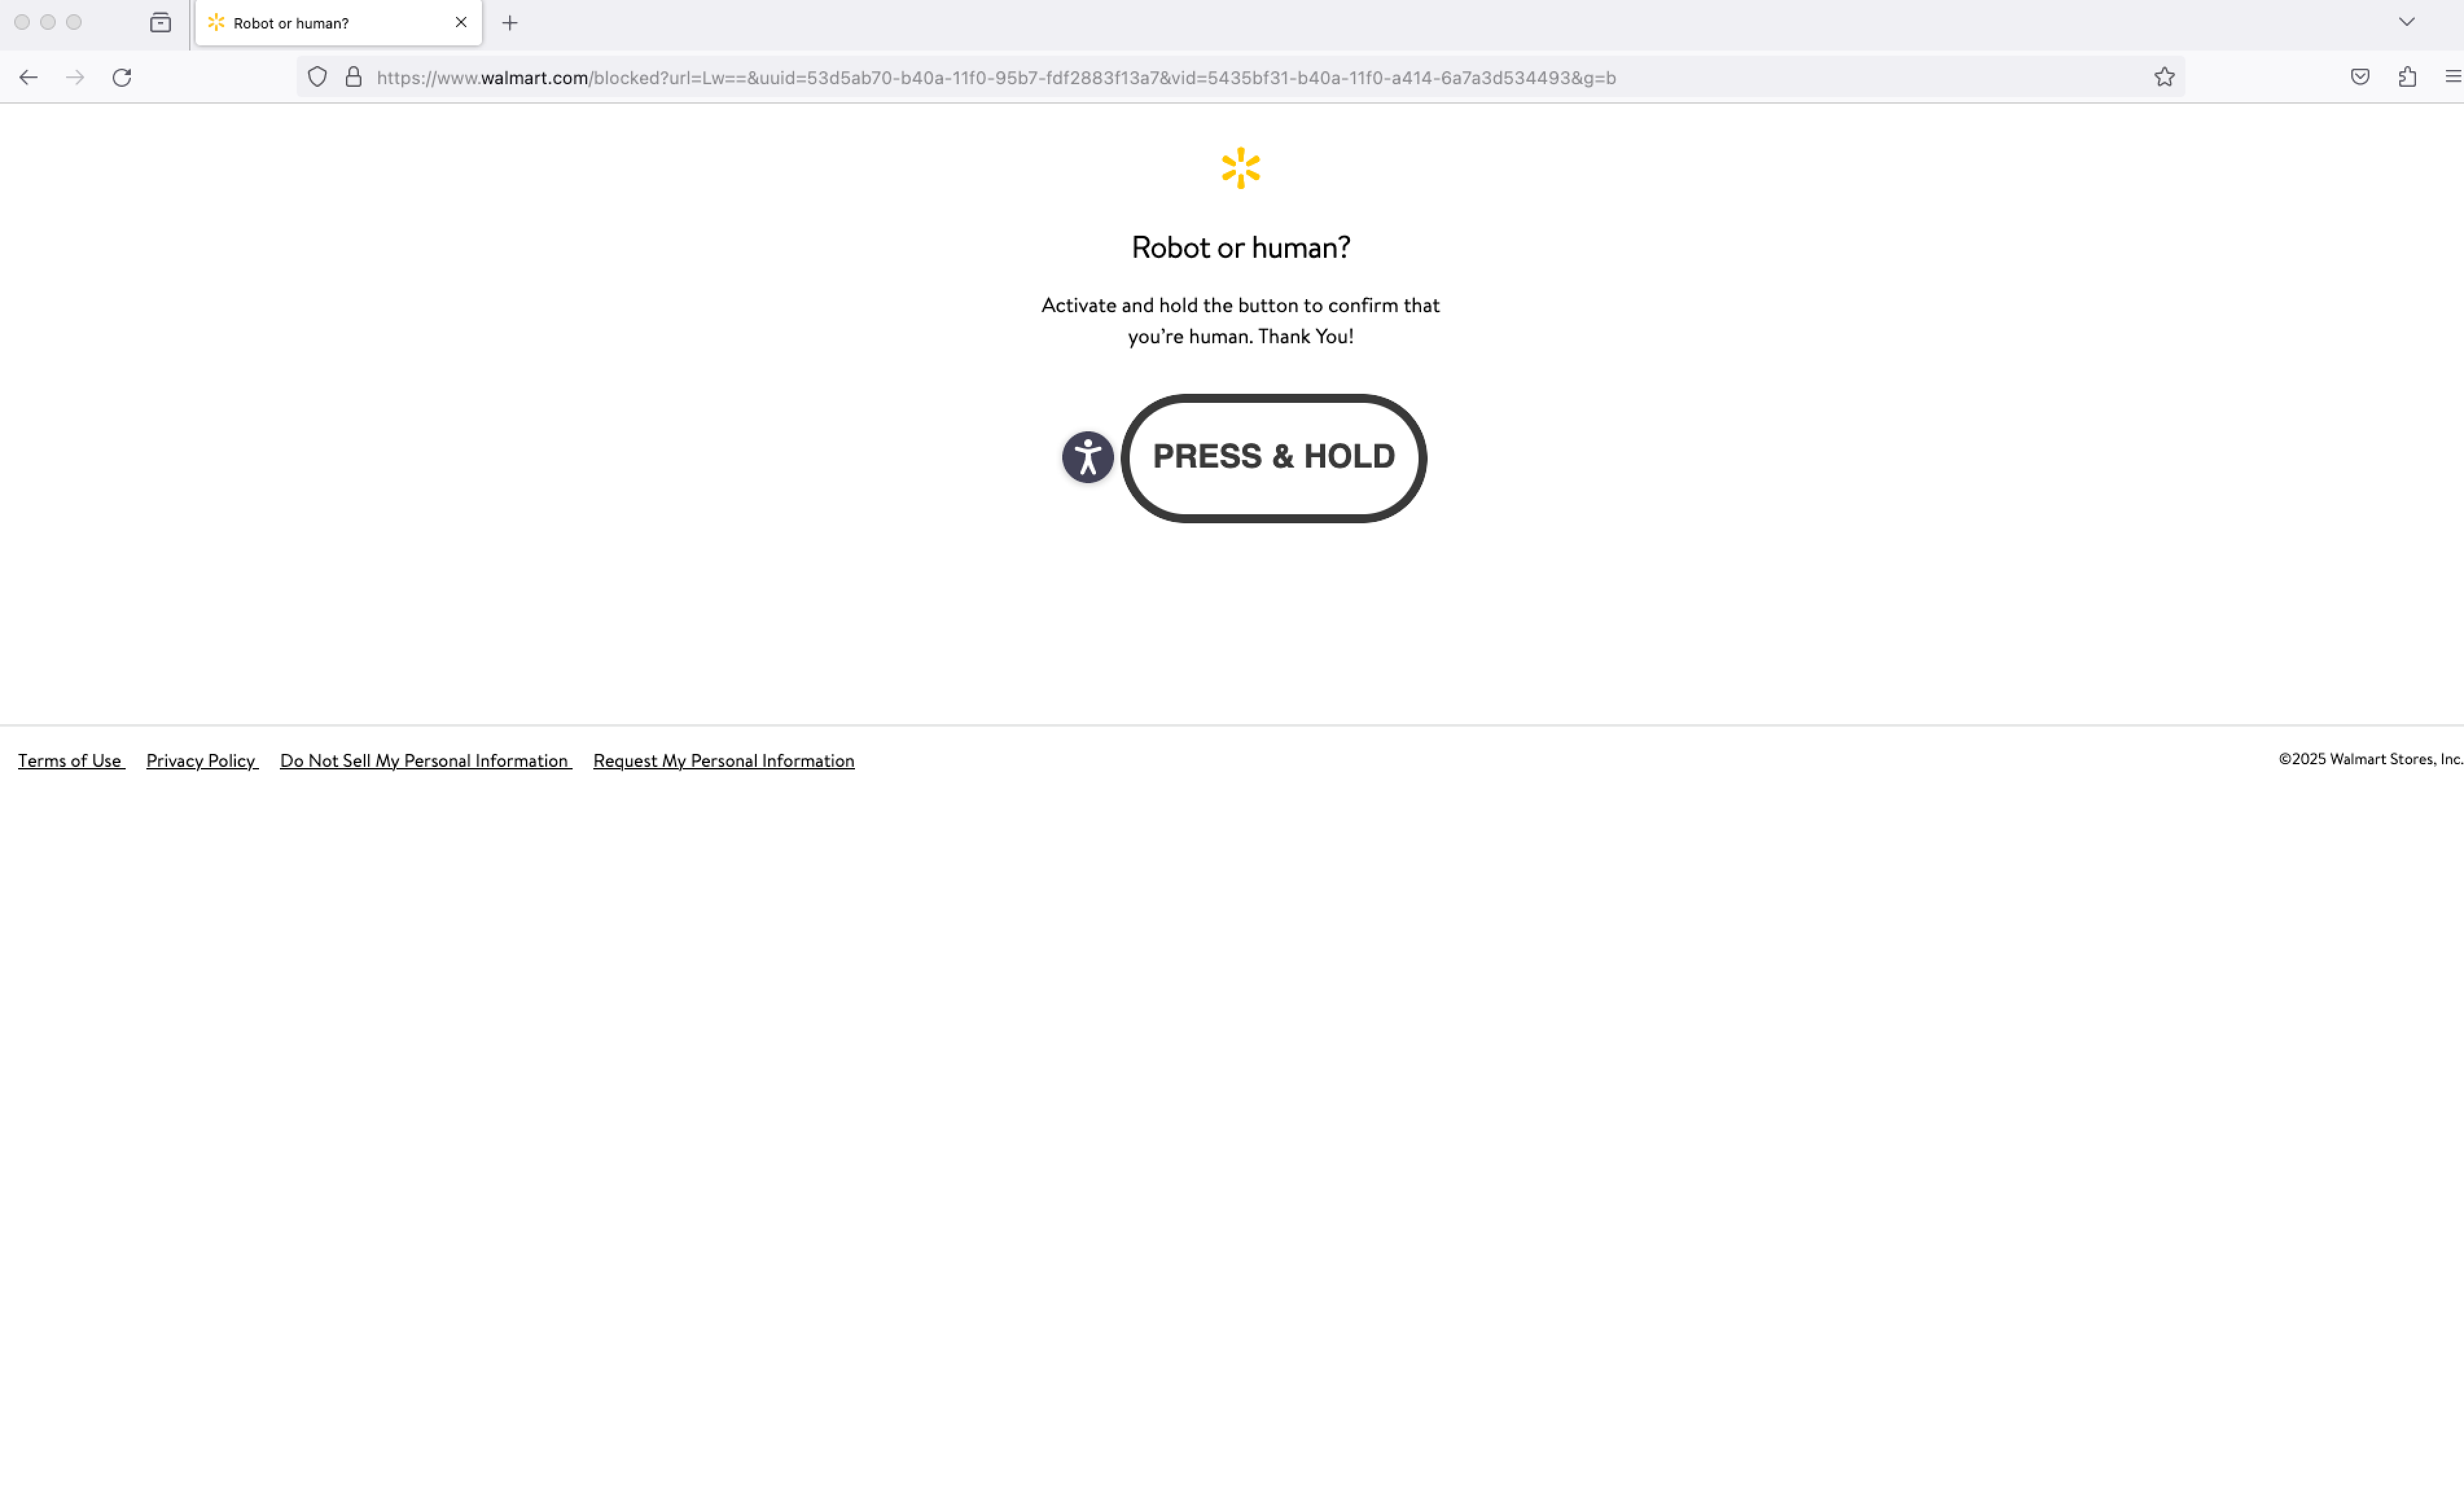 Robot or human?
https://www.walmart.com/blocked?url=Lw==&uuid=53d5ab70-b40a-11f0-95b7-fdf2883f13a7&vid=5435bf31-b40a-11f0-a414-6a7a3d534493&g=b
Robot or human?
Activate and hold the button to confirm that
you’re human. Thank You!
PRESS & HOLD
Terms of Use Privacy Policy Do Not Sell My Personal Information Request My Personal Information ©2025 Walmart Stores, Inc.